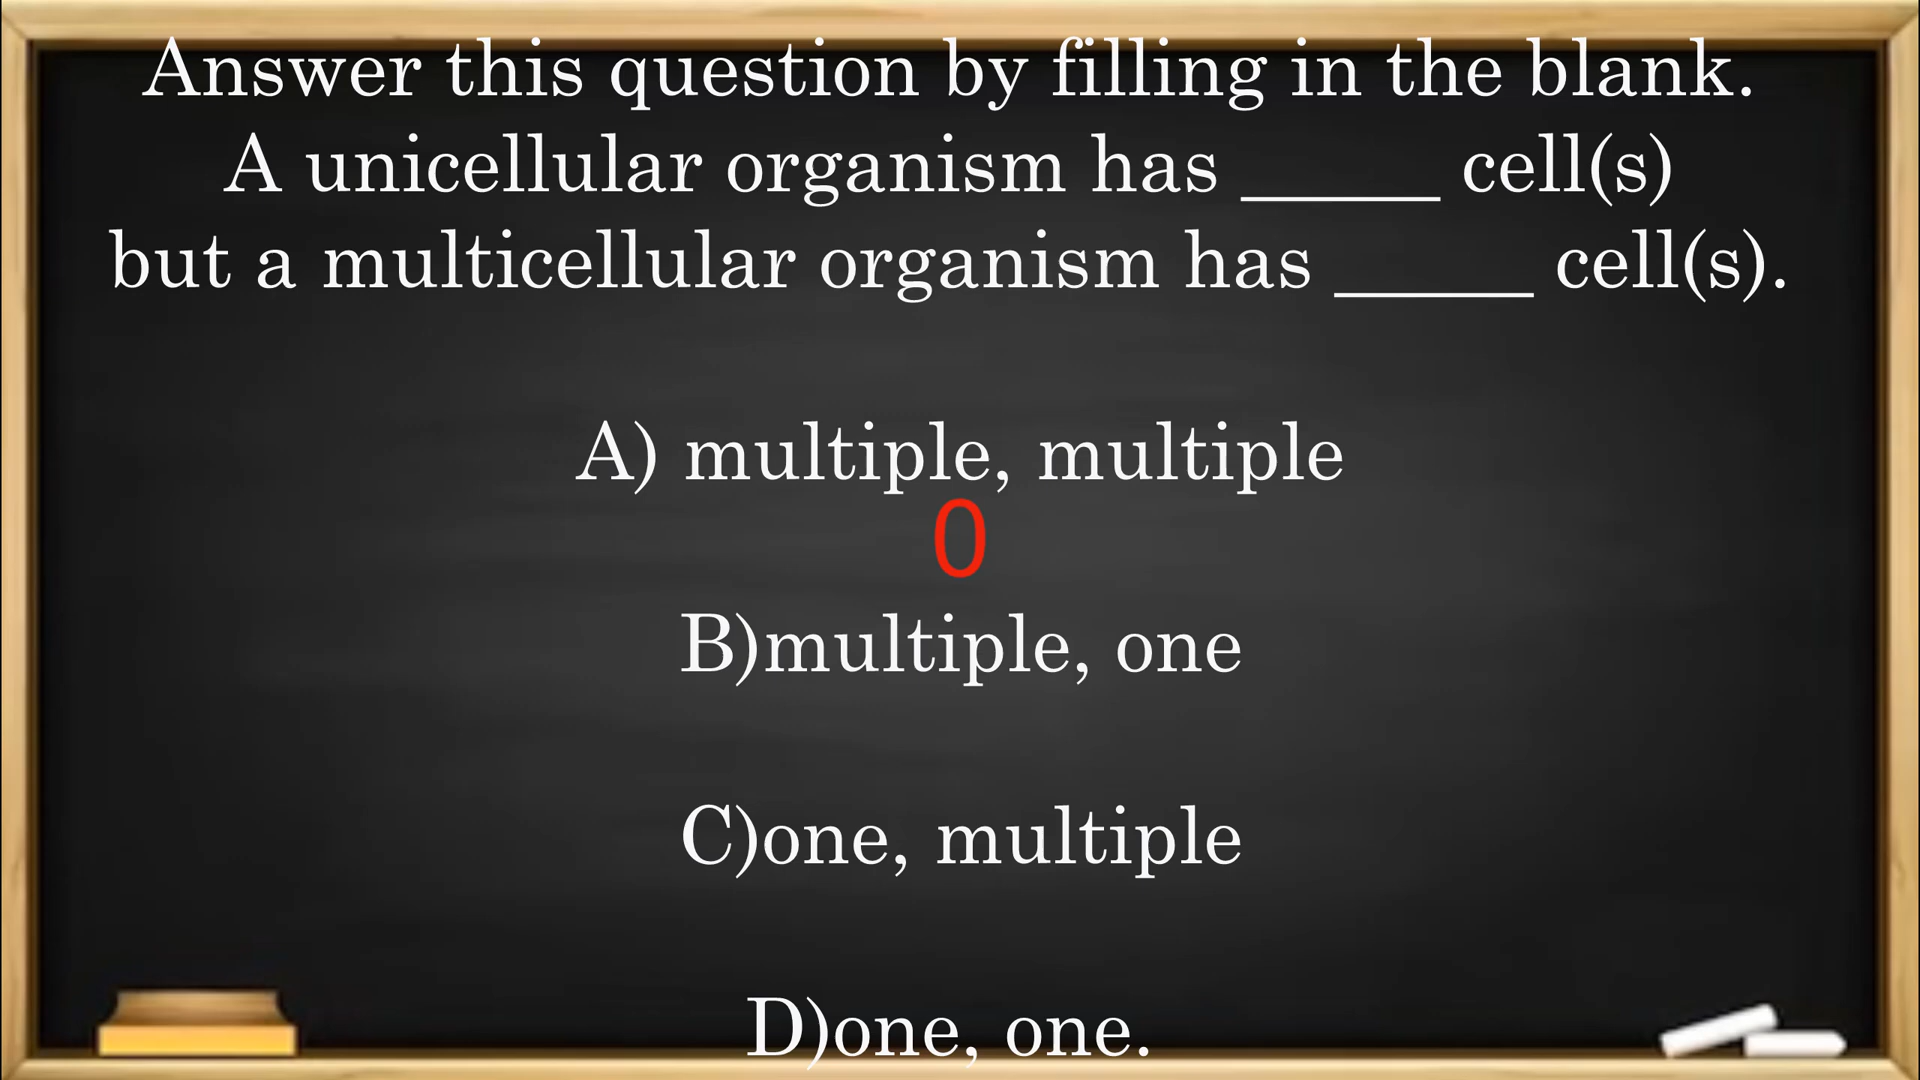 Answer this question by filling in the blank.
A unicellular organism has _____ cell(s)
but a multicellular organism has _____ cell(s).
A) multiple, multiple
0
B)multiple, one
C)one, multiple
D)one, one.